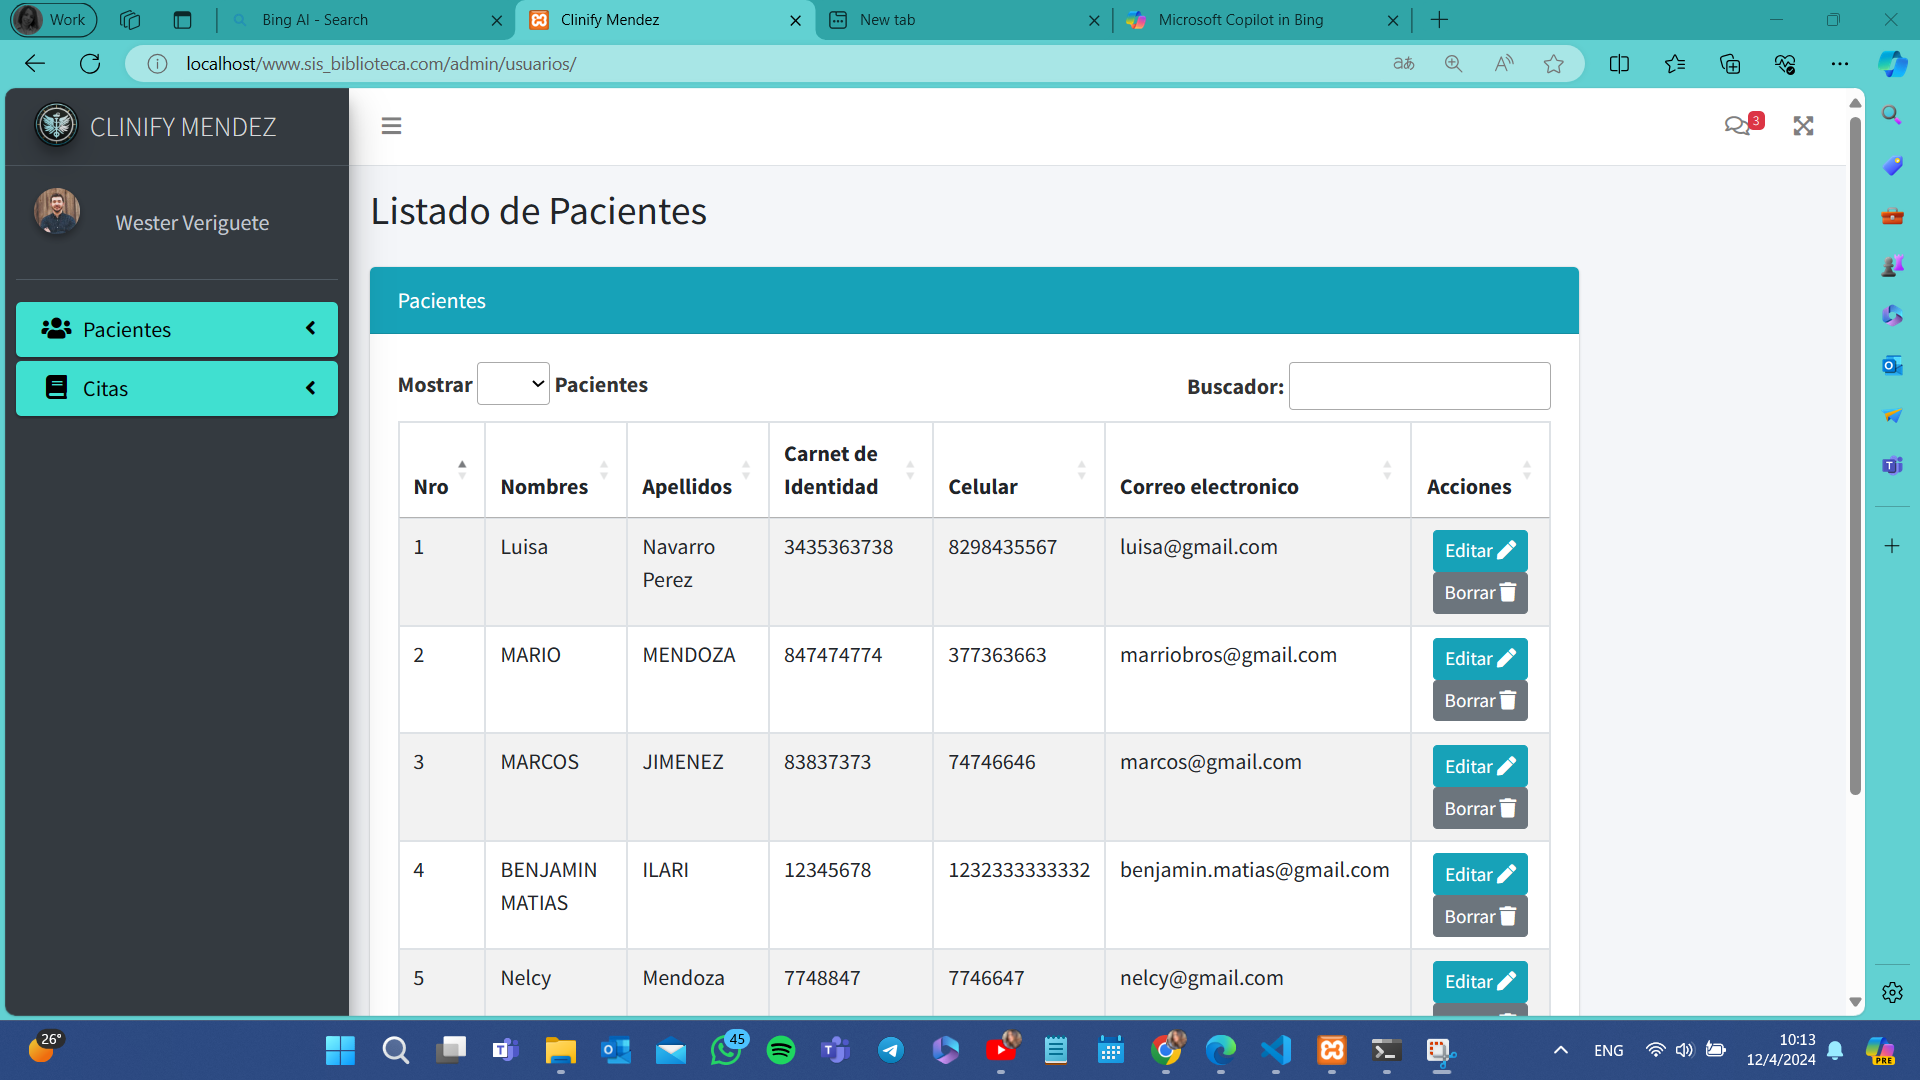 Work
Bing AI - Search
Clinify Mendez
New tab
Microsoft Copilot in Bing
localhost/www.sis_biblioteca.com/admin/usuarios/
aあ
A
CLINIFY MENDEZ
3
Wester Veriguete
Listado de Pacientes
Pacientes
Pacientes
Citas
Mostrar Pacientes
Buscador:
Nro Nombres Apellidos Carnet de Identidad Celular Correo electronico Acciones
1 Luisa Navarro Perez 3435363738 8298435567 luisa@gmail.com Editar
Borrar
2 MARIO MENDOZA 847474774 377363663 marriobros@gmail.com Editar
Borrar
3 MARCOS JIMENEZ 83837373 74746646 marcos@gmail.com Editar
Borrar
4 BENJAMIN MATIAS ILARI 12345678 1232333333332 benjamin.matias@gmail.com Editar
Borrar
5 Nelcy Mendoza 7748847 7746647 nelcy@gmail.com Editar
26°
45
ENG
10:13
12/4/2024
PRE